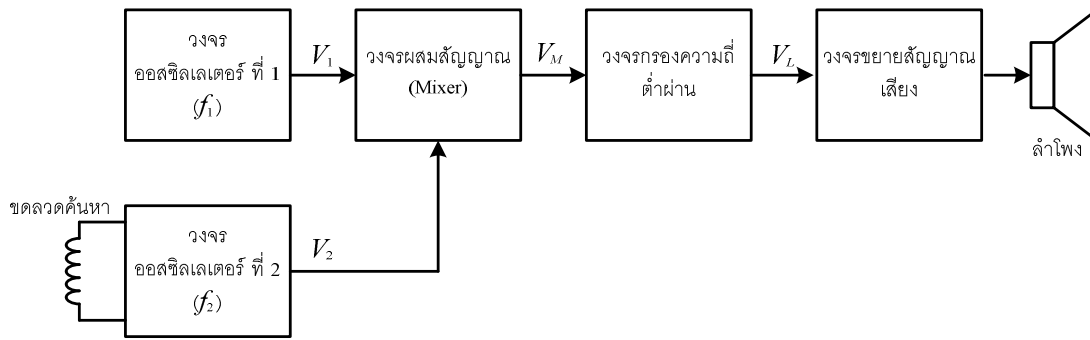 วงจร
ออสซิลเลเตอร์ ที่ 1
(f1)
V1
วงจรผสมสัญญาณ
(Mixer)
VM
วงจรกรองความถี่
ต่ำผ่าน
VL
วงจรขยายสัญญาณ
เสียง
ลำโพง
ขดลวดค้นหา
วงจร
ออสซิลเลเตอร์ ที่ 2
(f2)
V2